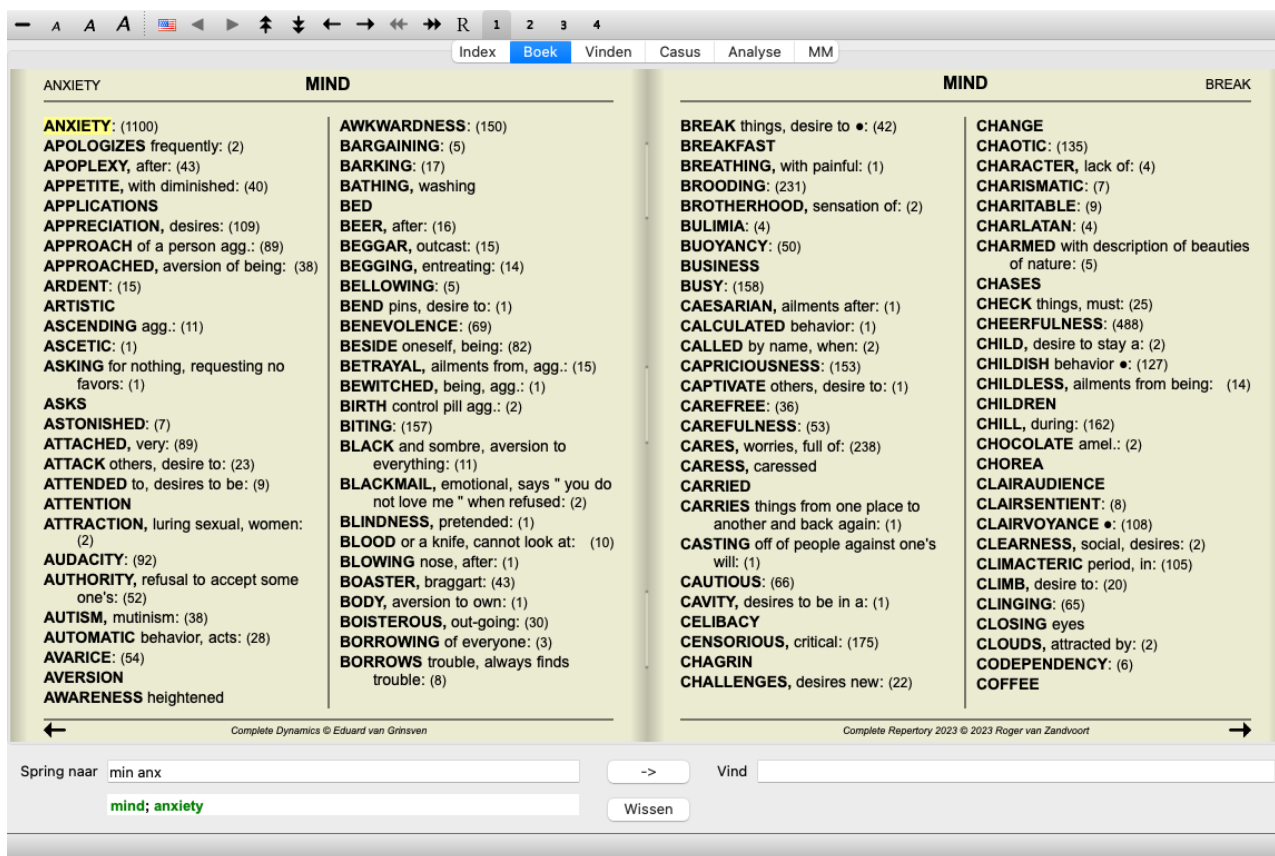 A A A R 1 2 3 4
Index Boek Vinden Casus Analyse MM
ANXIETY MIND
ANXIETY: (1100)
APOLOGIZES frequently: (2)
APOPLEXY, after: (43)
APPETITE, with diminished: (40)
APPLICATIONS
APPRECIATION, desires: (109)
APPROACH of a person agg.: (89)
APPROACHED, aversion of being: (38)
ARDENT: (15)
ARTISTIC
ASCENDING agg.: (11)
ASCETIC: (1)
ASKING for nothing, requesting no
favors: (1)
ASKS
ASTONISHED: (7)
ATTACHED, very: (89)
ATTACK others, desire to: (23)
ATTENDED to, desires to be: (9)
ATTENTION
ATTRACTION, luring sexual, women:
(2)
AUDACITY: (92)
AUTHORITY, refusal to accept some
one's: (52)
AUTISM, mutinism: (38)
AUTOMATIC behavior, acts: (28)
AVARICE: (54)
AVERSION
AWARENESS heightened
AWKWARDNESS: (150)
BARGAINING: (5)
BARKING: (17)
BATHING, washing
BED
BEER, after: (16)
BEGGAR, outcast: (15)
BEGGING, entreating: (14)
BELLOWING: (5)
BEND pins, desire to: (1)
BENEVOLENCE: (69)
BESIDE oneself, being: (82)
BETRAYAL, ailments from, agg.: (15)
BEWITCHED, being, agg.: (1)
BIRTH control pill agg.: (2)
BITING: (157)
BLACK and sombre, aversion to
everything: (11)
BLACKMAIL, emotional, says " you do
not love me " when refused: (2)
BLINDNESS, pretended: (1)
BLOOD or a knife, cannot look at: (10)
BLOWING nose, after: (1)
BOASTER, braggart: (43)
BODY, aversion to own: (1)
BOISTEROUS, out-going: (30)
BORROWING of everyone: (3)
BORROWS trouble, always finds
trouble: (8)
Complete Dynamics © Eduard van Grinsven
MIND BREAK
BREAK things, desire to ●: (42)
BREAKFAST
BREATHING, with painful: (1)
BROODING: (231)
BROTHERHOOD, sensation of: (2)
BULIMIA: (4)
BUOYANCY: (50)
BUSINESS
BUSY: (158)
CAESARIAN, ailments after: (1)
CALCULATED behavior: (1)
CALLED by name, when: (2)
CAPRICIOUSNESS: (153)
CAPTIVATE others, desire to: (1)
CAREFREE: (36)
CAREFULNESS: (53)
CARES, worries, full of: (238)
CARESS, caressed
CARRIED
CARRIES things from one place to
another and back again: (1)
CASTING off of people against one's
will: (1)
CAUTIOUS: (66)
CAVITY, desires to be in a: (1)
CELIBACY
CENSORIOUS, critical: (175)
CHAGRIN
CHALLENGES, desires new: (22)
CHANGE
CHAOTIC: (135)
CHARACTER, lack of: (4)
CHARISMATIC: (7)
CHARITABLE: (9)
CHARLATAN: (4)
CHARMED with description of beauties
of nature: (5)
CHASES
CHECK things, must: (25)
CHEERFULNESS: (488)
CHILD, desire to stay a: (2)
CHILDISH behavior ●: (127)
CHILDLESS, ailments from being: (14)
CHILDREN
CHILL, during: (162)
CHOCOLATE amel.: (2)
CHOREA
CLAIRAUDIENCE
CLAIRSENTIENT: (8)
CLAIRVOYANCE ●: (108)
CLEARNESS, social, desires: (2)
CLIMACTERIC period, in: (105)
CLIMB, desire to: (20)
CLINGING: (65)
CLOSING eyes
CLOUDS, attracted by: (2)
CODEPENDENCY: (6)
COFFEE
Complete Repertory 2023 © 2023 Roger van Zandvoort
Spring naar min anx -> Vind
mind; anxiety Wissen